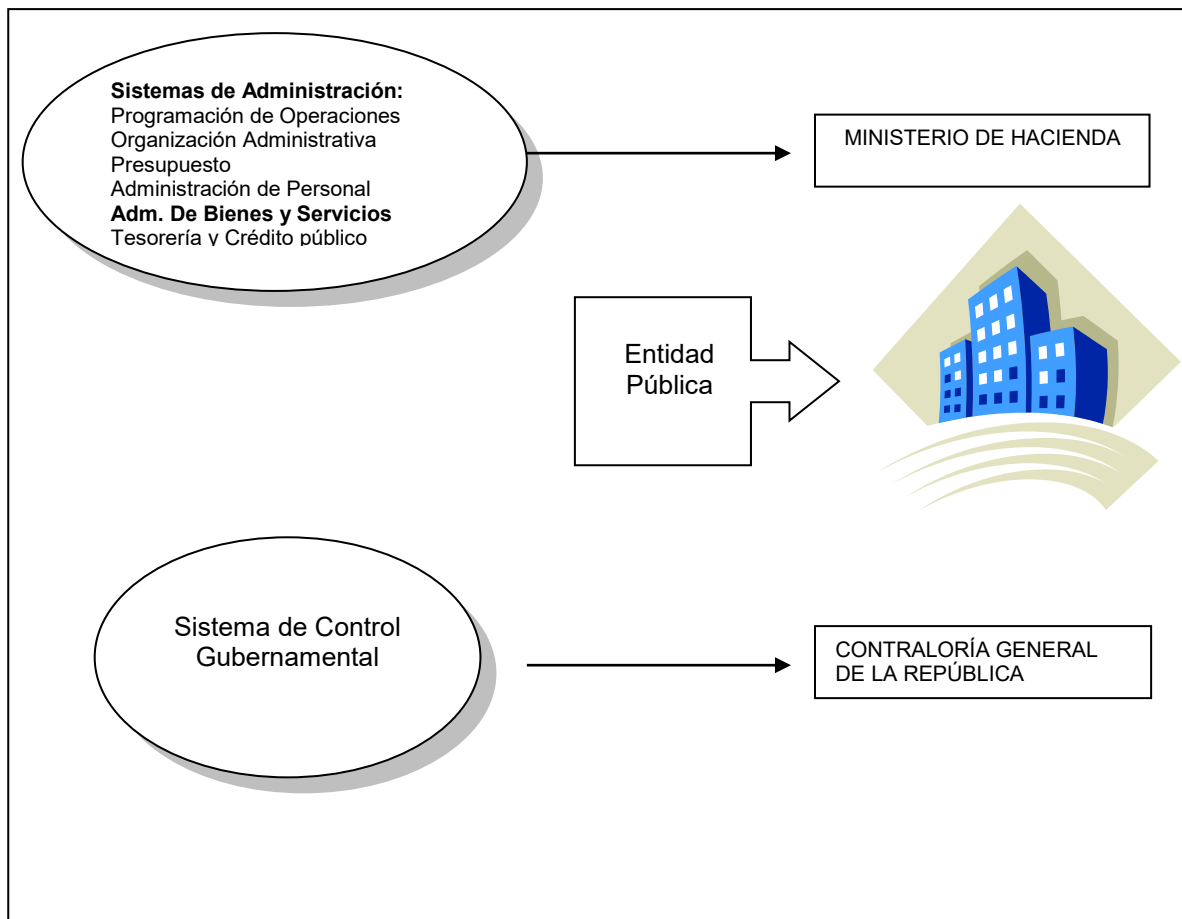 Sistemas de Administración:
Programación de Operaciones
Organización Administrativa
Presupuesto
Administración de Personal
Adm. De Bienes y Servicios
Tesorería y Crédito público
MINISTERIO DE HACIENDA
Entidad
Pública
Sistema de Control
Gubernamental
CONTRALORÍA GENERAL
DE LA REPÚBLICA